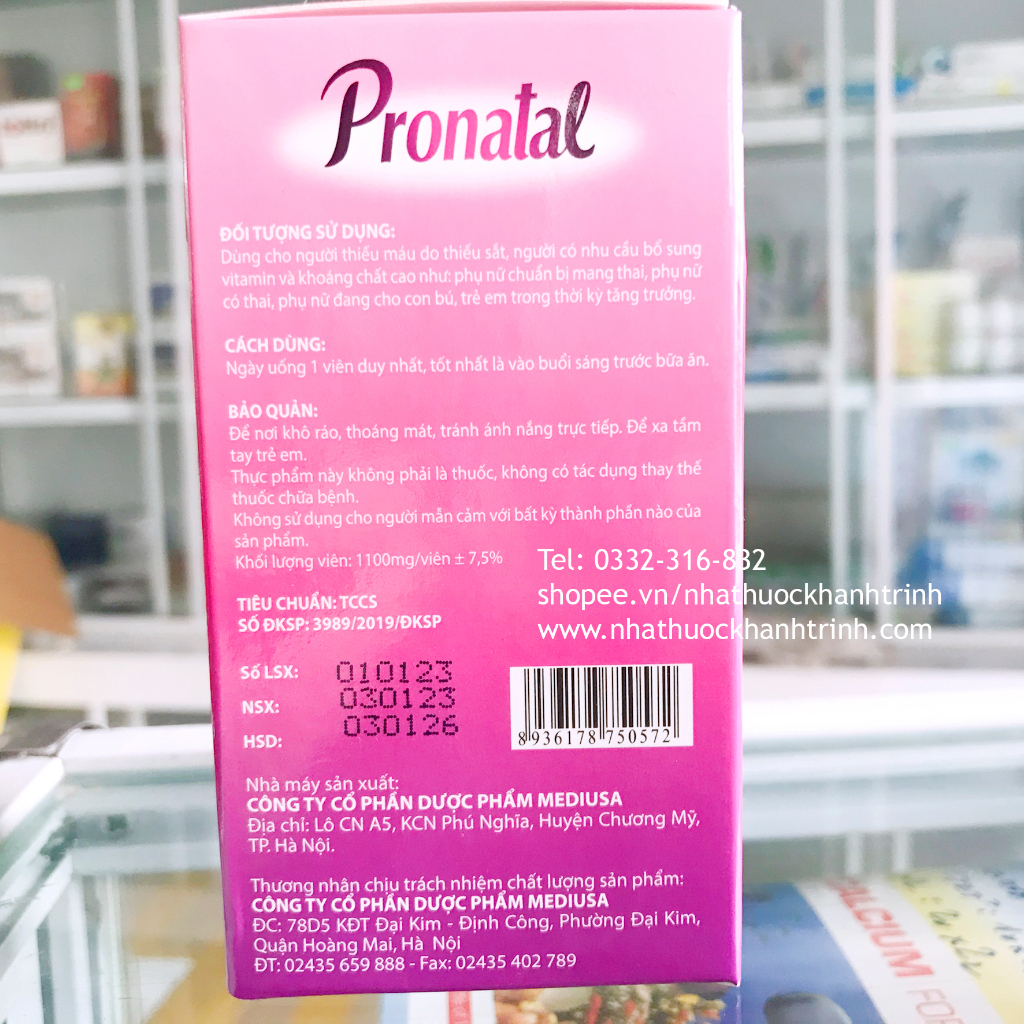 Pronatal
ĐỐI TƯỢNG SỬ DỤNG:
Dùng cho người thiếu máu do thiếu sắt, người có nhu cầu bổ sung
vitamin và khoáng chất cao như: phụ nữ chuẩn bị mang thai, phụ nữ
có thai, phụ nữ đang cho con bú, trẻ em trong thời kỳ tăng trưởng.
CÁCH DÙNG:
Ngày uống 1 viên duy nhất, tốt nhất là vào buổi sáng trước bữa ăn.
BẢO QUẢN:
Để nơi khô ráo, thoáng mát, tránh ánh nắng trực tiếp. Để xa tầm
tay trẻ em.
Thực phẩm này không phải là thuốc, không có tác dụng thay thế
thuốc chữa bệnh.
Không sử dụng cho người mẫn cảm với bất kỳ thành phần nào của
sản phẩm.
Khối lượng viên: 1100mg/viên ± 7,5%
Tel: 0332-316-832
shopee.vn/nhathuockhanhtrinh
www.nhathuockhanhtrinh.com
TIÊU CHUẨN: TCCS
SỐ ĐKSP: 3989/2019/ĐKSP
Số LSX: 010123
NSX: 030123
HSD: 030126
8 936178 750572
Nhà máy sản xuất:
CÔNG TY CỔ PHẦN DƯỢC PHẨM MEDIUSA
Địa chỉ: Lô CN A5, KCN Phú Nghĩa, Huyện Chương Mỹ,
TP. Hà Nội.
Thương nhân chịu trách nhiệm chất lượng sản phẩm:
CÔNG TY CỔ PHẦN DƯỢC PHẨM MEDIUSA
ĐC: 78D5 KĐT Đại Kim - Định Công, Phường Đại Kim,
Quận Hoàng Mai, Hà Nội
ĐT: 02435 659 888 - Fax: 02435 402 789
CALCIUM FOR